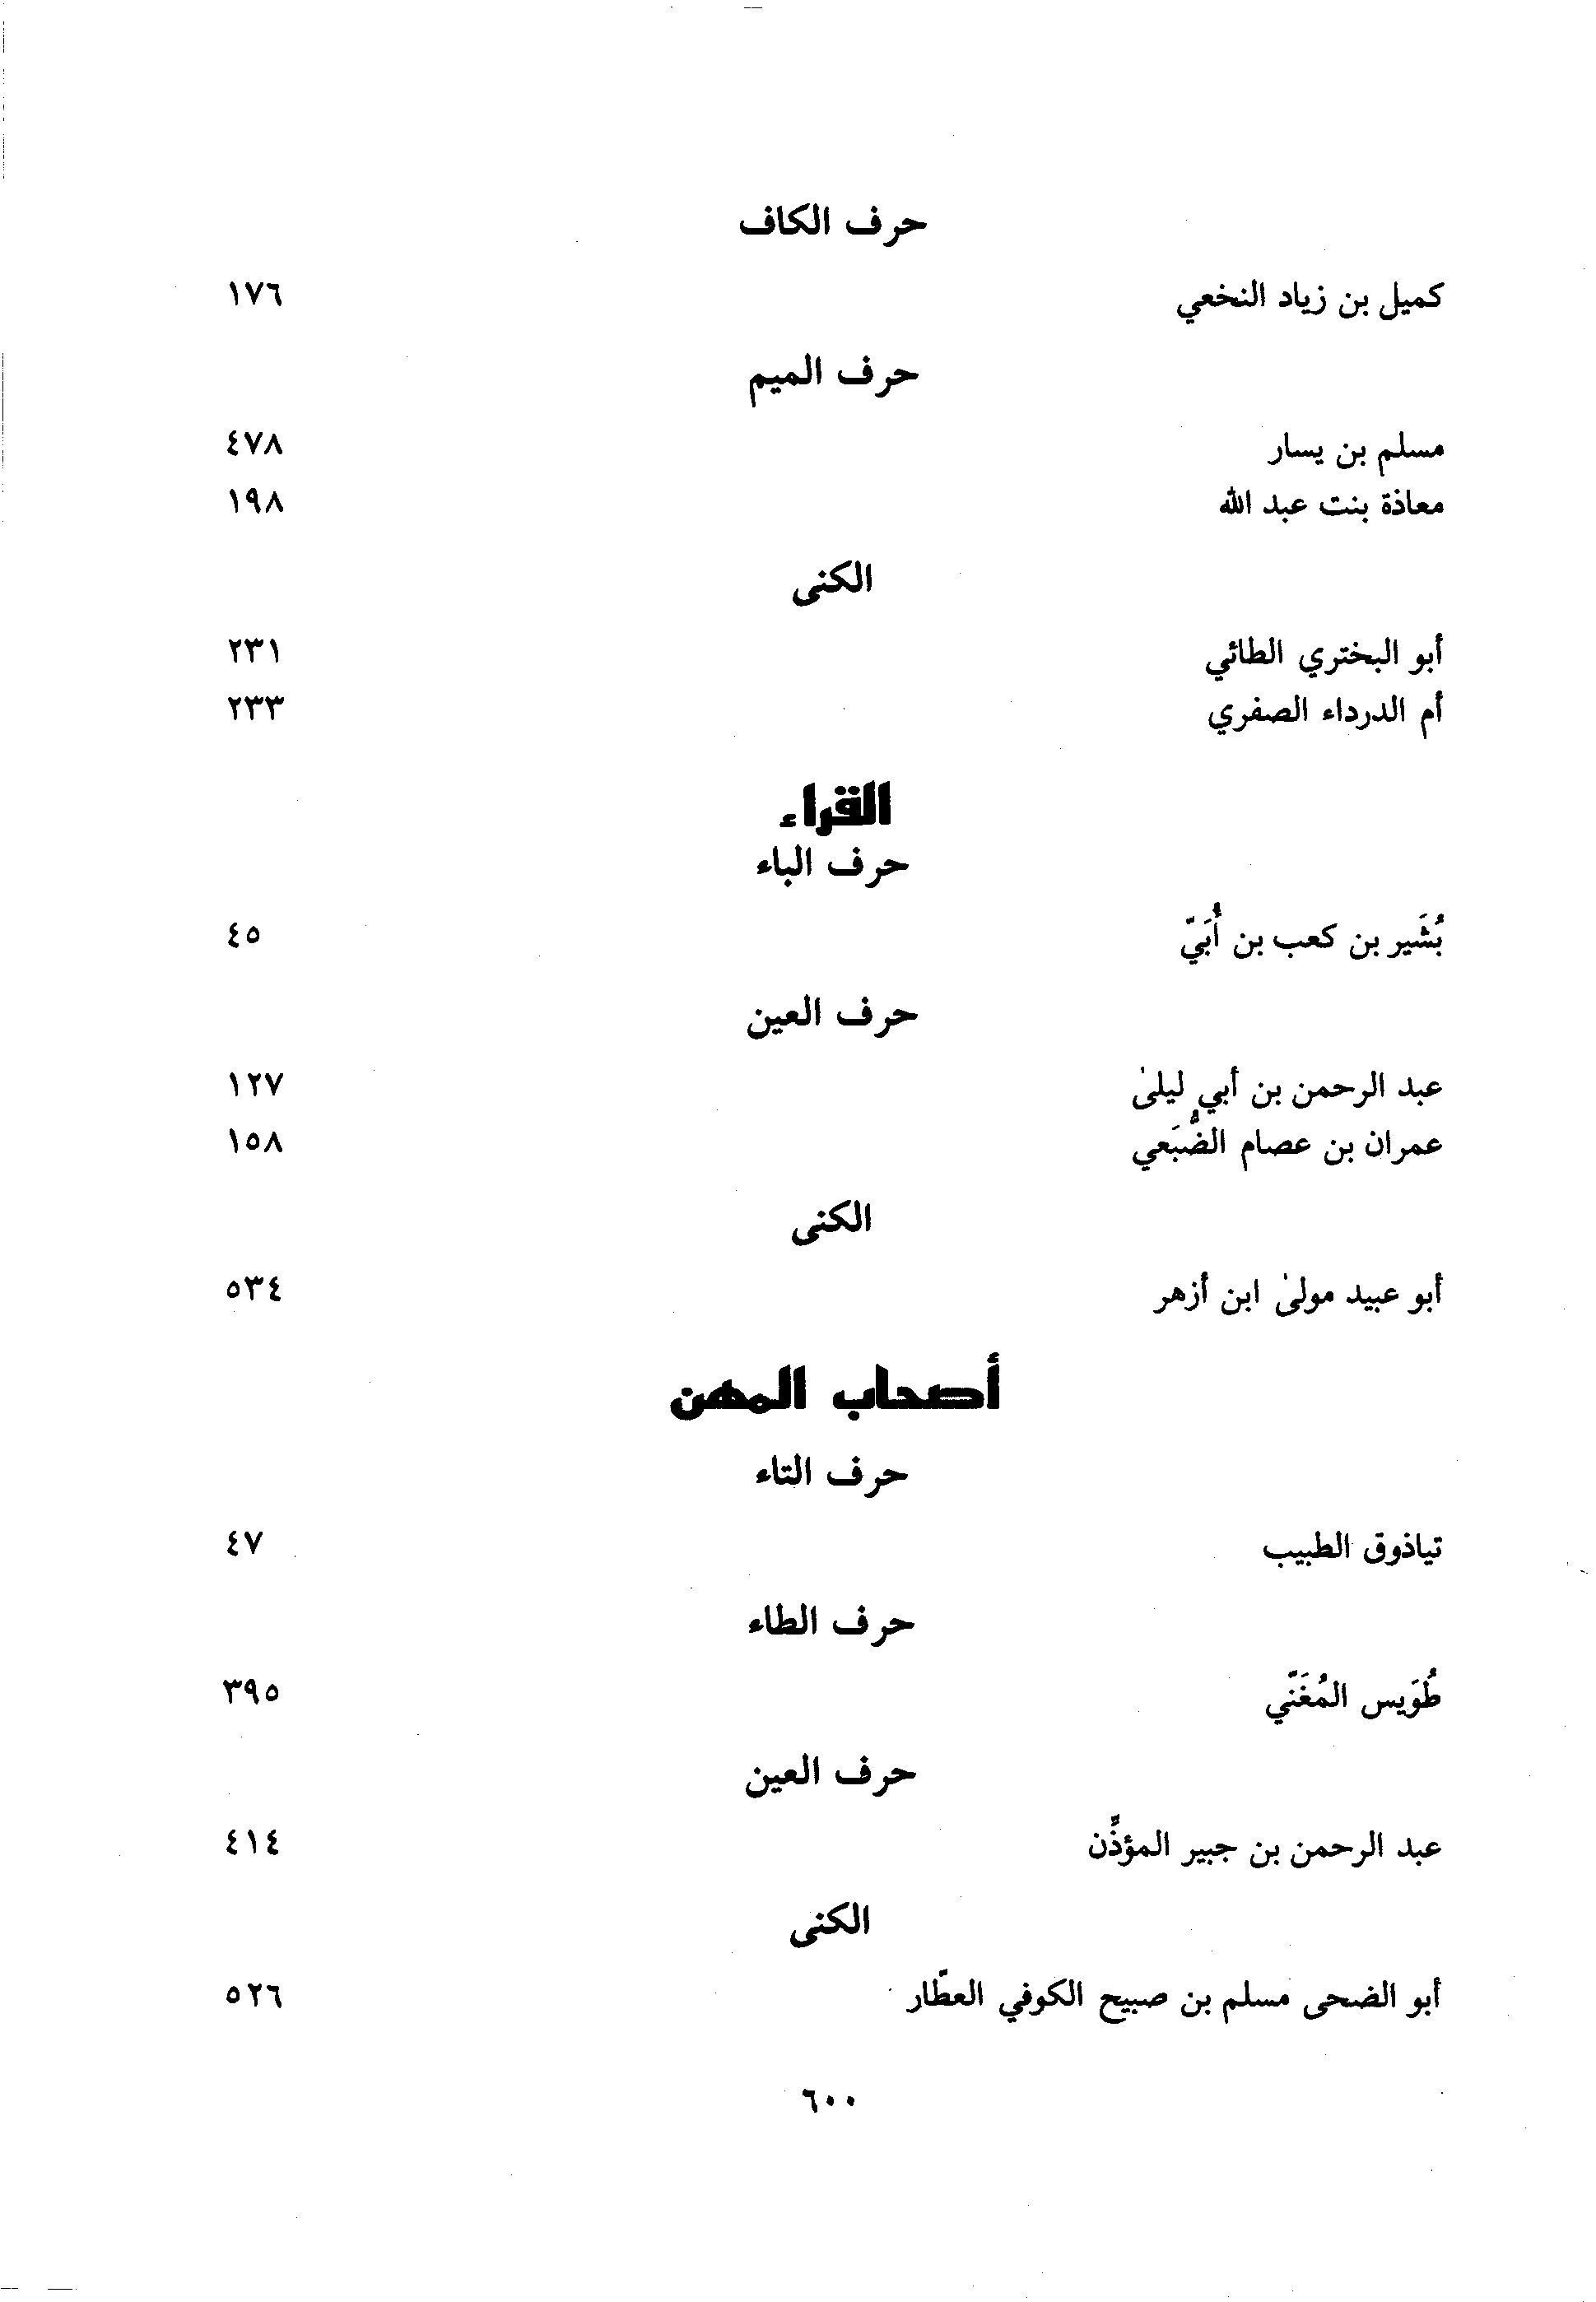 حرف الكاف
كميل بن زياد النخعي ١٧٦
حرف الميم
مسلم بن يسار ٤٧٨
معاذة بنت عبد الله ١٩٨
الكنى
أبو البختري الطائي ٢٣١
أم الدرداء الصفري ٢٣٣
القراء
حرف الباء
بُشَير بن كعب بن أُبَيّ ٤٥
حرف العين
عبد الرحمن بن أبي ليلىٰ ١٢٧
عمران بن عصام الضُّبَعي ١٥٨
الكنى
أبو عبيد مولىٰ ابن أزهر ٥٣٤
أصحاب المهن
حرف التاء
تياذوق الطبيب ٤٧
حرف الطاء
طُوَيس المُغَنّي ٣٩٥
حرف العين
عبد الرحمن بن جبير المؤذِّن ٤١٤
الكنى
أبو الضحى مسلم بن صبيح الكوفي العطّار ٥٢٦
٦٠٠